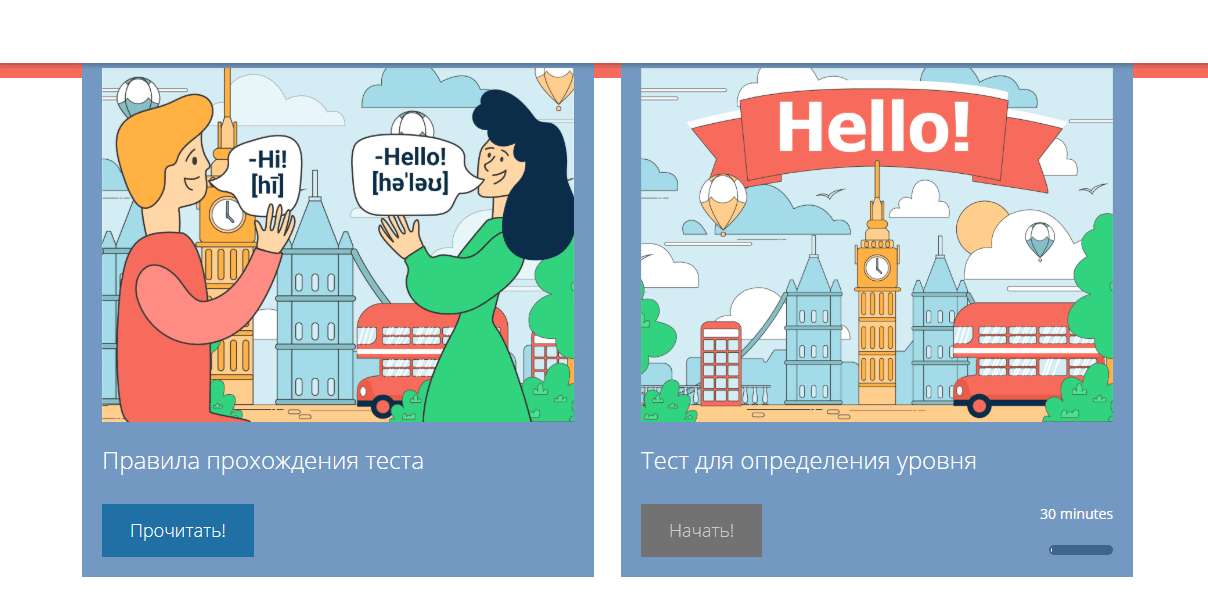 -Hi!
[hī]
-Hello!
[hə'ləʊ]
Правила прохождения теста
Прочитать!
Hello!
Тест для определения уровня
Начать!
30 minutes